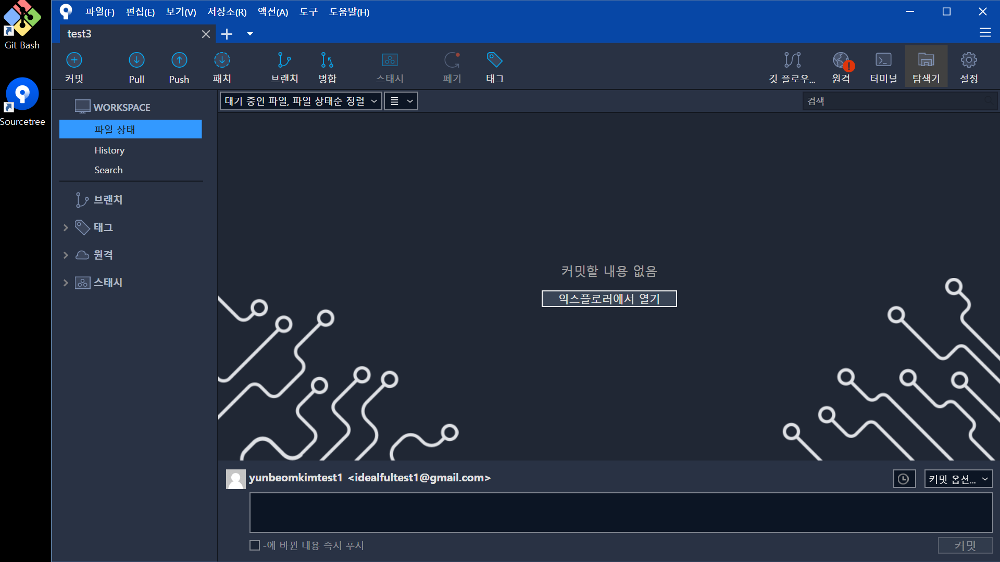 Git Bash
Sourcetree
파일(F) 편집(E) 보기(V) 저장소(R) 액션(A) 도구 도움말(H)
test3
커밋 Pull Push 패치 브랜치 병합 스태시 폐기 태그 깃 플로우... 원격 터미널 탐색기 설정
WORKSPACE
파일 상태
History
Search
브랜치
태그
원격
스태시
대기 중인 파일, 파일 상태순 정렬
검색
커밋할 내용 없음
익스플로러에서 열기
yunbeomkimtest1 <idealfultest1@gmail.com>
커밋 옵션...
-에 바뀐 내용 즉시 푸시
커밋